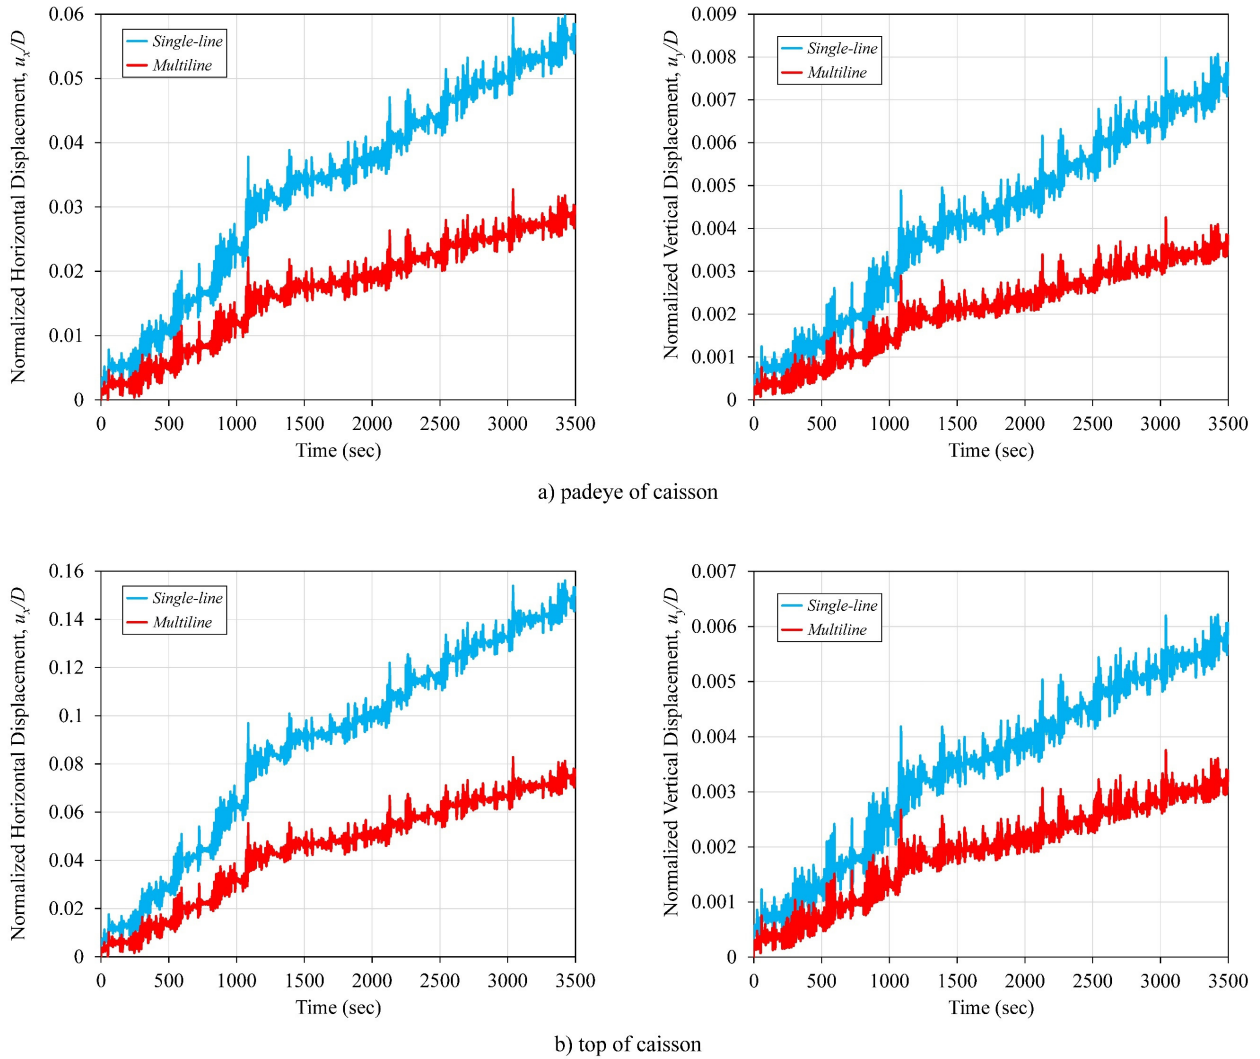 0.06
0.05
0.04
0.03
0.02
0.01
0
Normalized Horizontal Displacement, uₓ/D
Single-line
Multiline
0 500 1000 1500 2000 2500 3000 3500
Time (sec)
0.009
0.008
0.007
0.006
0.005
0.004
0.003
0.002
0.001
0
Normalized Vertical Displacement, u_y/D
Single-line
Multiline
0 500 1000 1500 2000 2500 3000 3500
Time (sec)
a) padeye of caisson
0.16
0.14
0.12
0.1
0.08
0.06
0.04
0.02
0
Normalized Horizontal Displacement, uₓ/D
Single-line
Multiline
0 500 1000 1500 2000 2500 3000 3500
Time (sec)
0.007
0.006
0.005
0.004
0.003
0.002
0.001
0
Normalized Vertical Displacement, u_y/D
Single-line
Multiline
0 500 1000 1500 2000 2500 3000 3500
Time (sec)
b) top of caisson